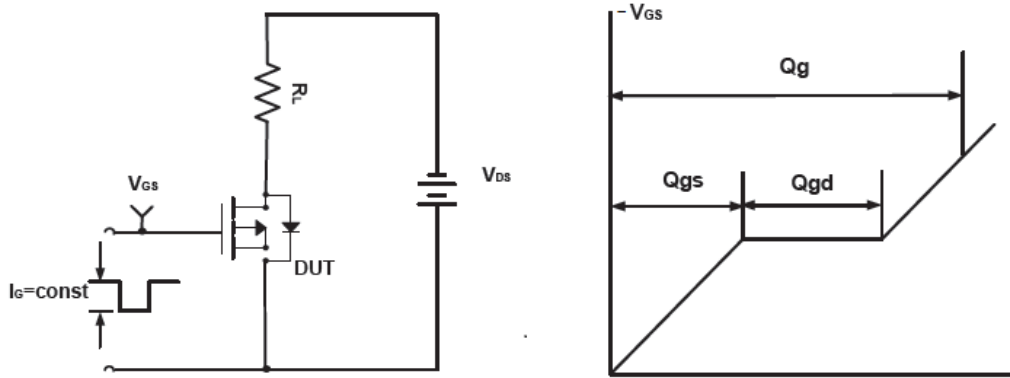 RL
VGS
VDS
DUT
IG=const
- VGS
Qg
Qgs
Qgd